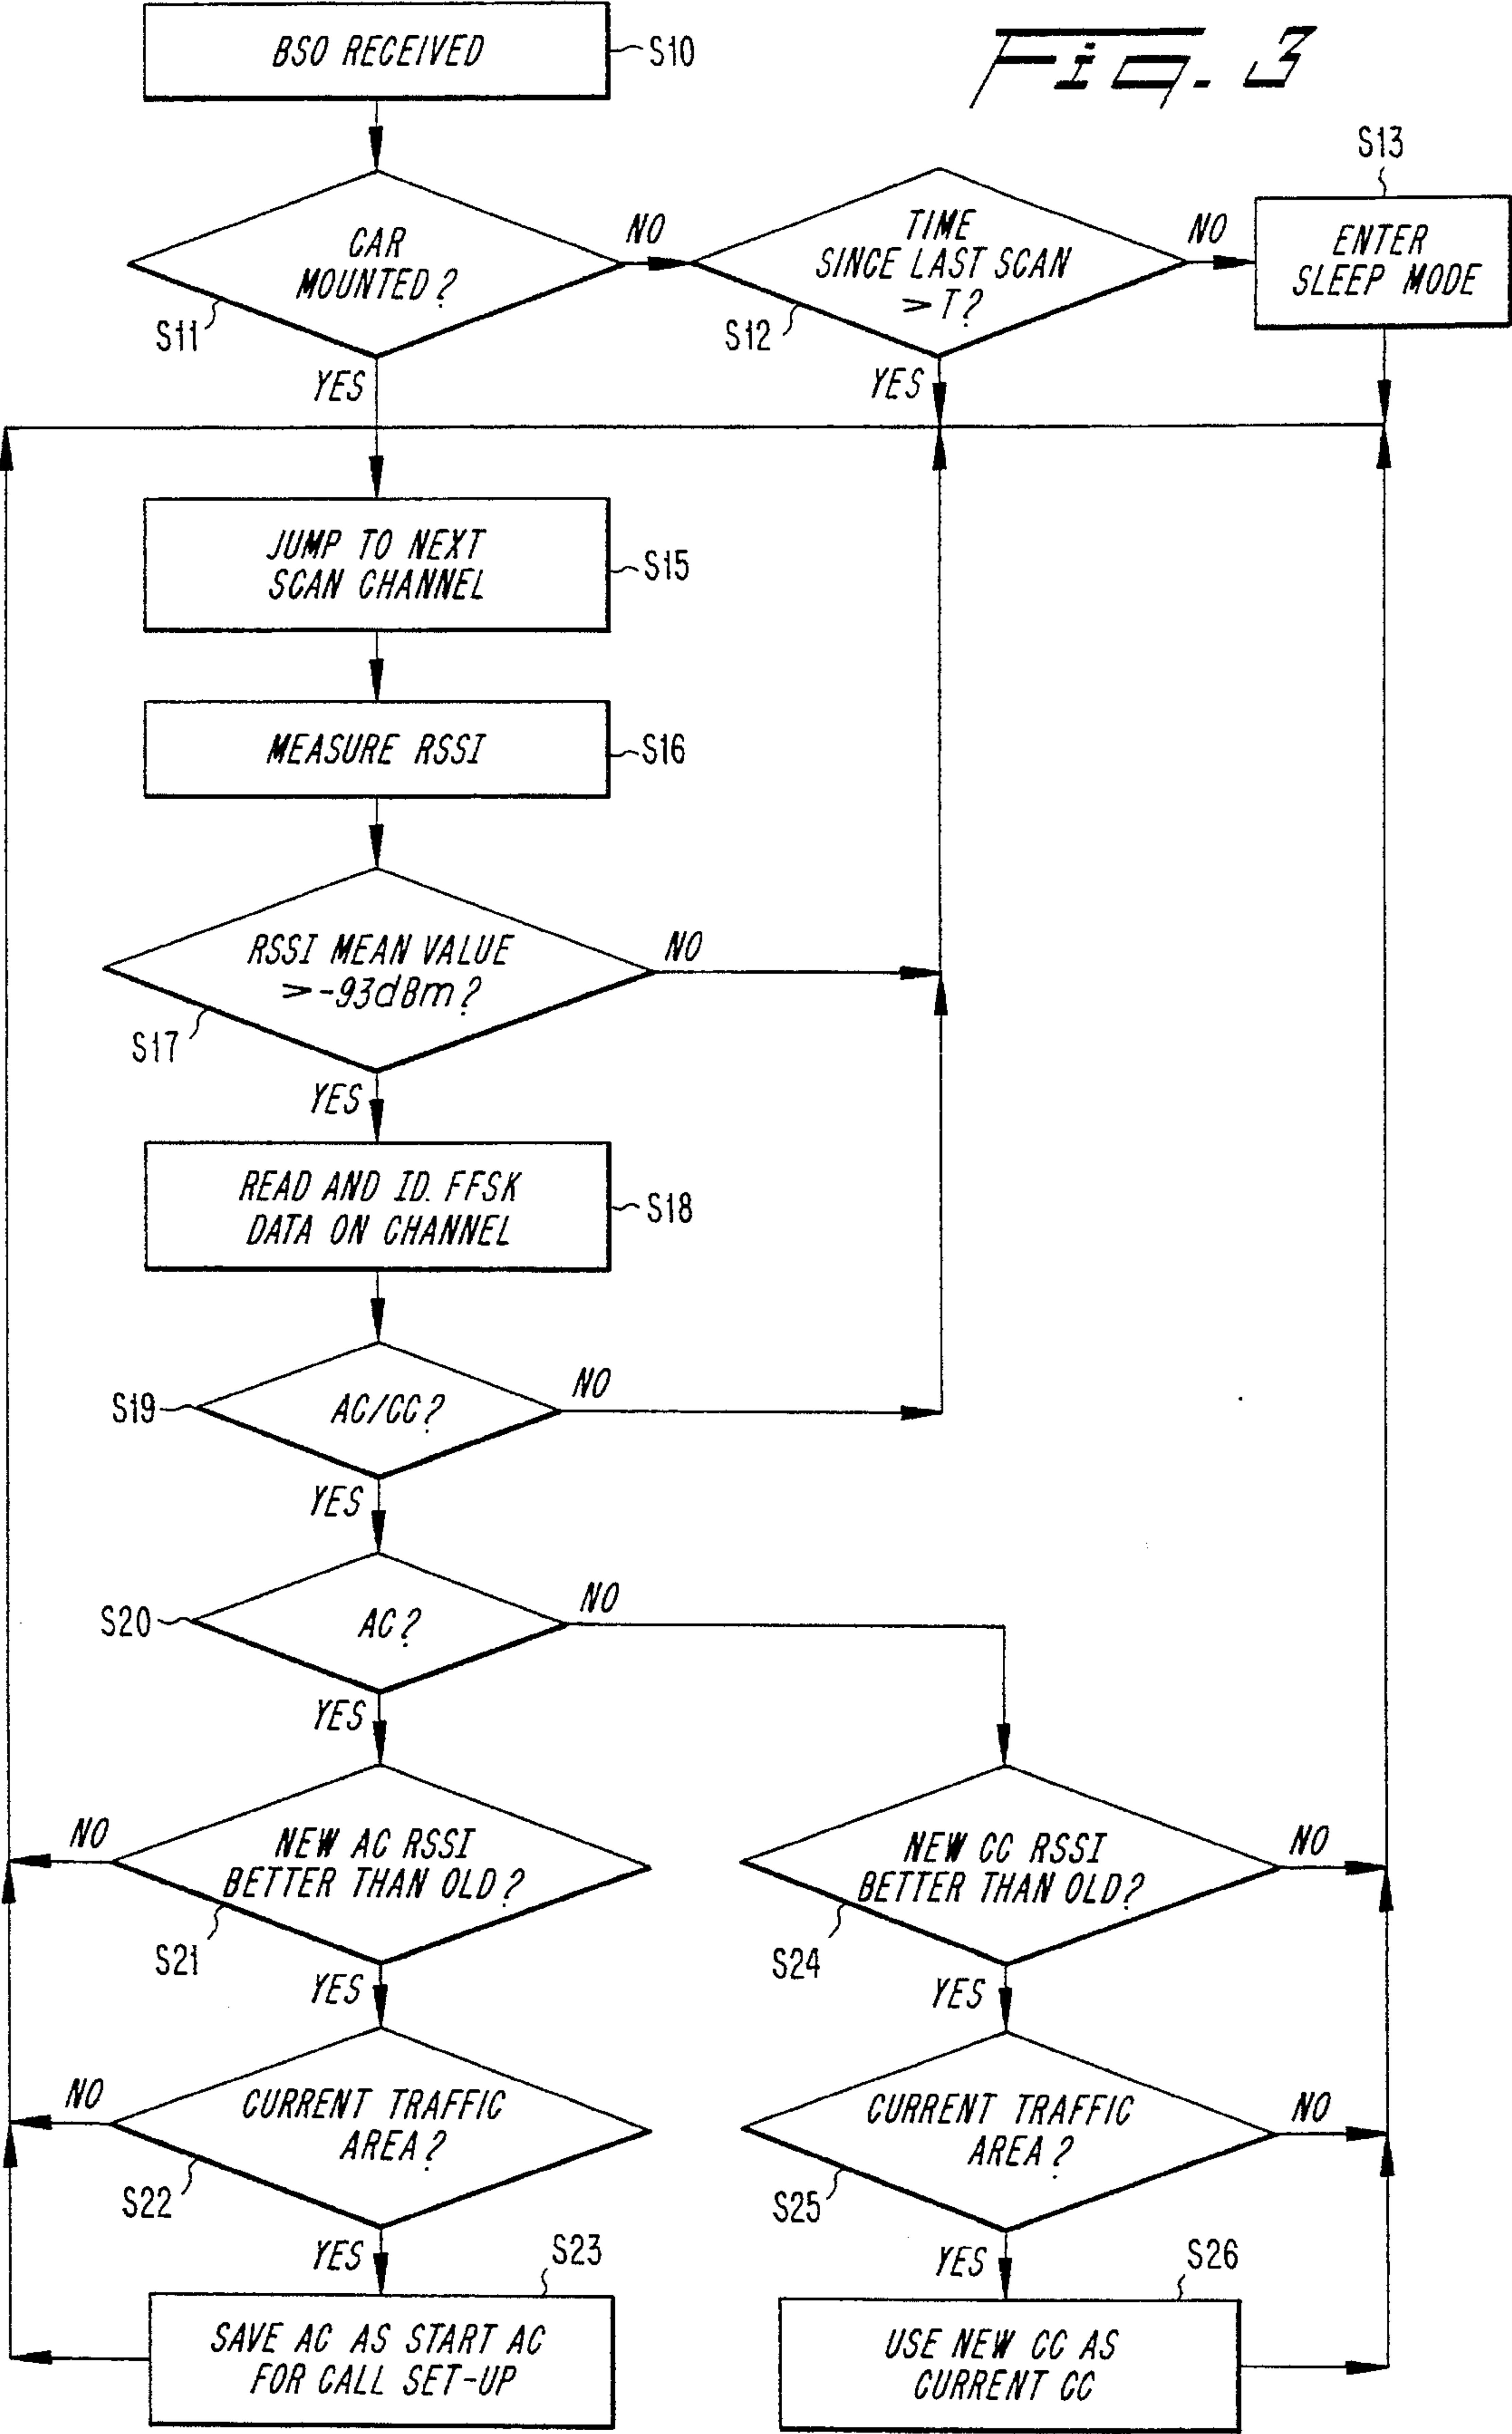 Fig. 3
BSO RECEIVED
S10
CAR
MOUNTED?
S11
NO
YES
TIME
SINCE LAST SCAN
> T?
S12
NO
YES
S13
ENTER
SLEEP MODE
JUMP TO NEXT
SCAN CHANNEL
S15
MEASURE RSSI
S16
RSSI MEAN VALUE
> -93dBm?
S17
NO
YES
READ AND ID. FFSK
DATA ON CHANNEL
S18
AC/CC?
S19
NO
YES
AC?
S20
NO
YES
NEW AC RSSI
BETTER THAN OLD?
S21
NO
YES
NEW CC RSSI
BETTER THAN OLD?
S24
NO
YES
CURRENT TRAFFIC
AREA?
S22
NO
YES
CURRENT TRAFFIC
AREA?
S25
NO
YES
S23
SAVE AC AS START AC
FOR CALL SET-UP
S26
USE NEW CC AS
CURRENT CC